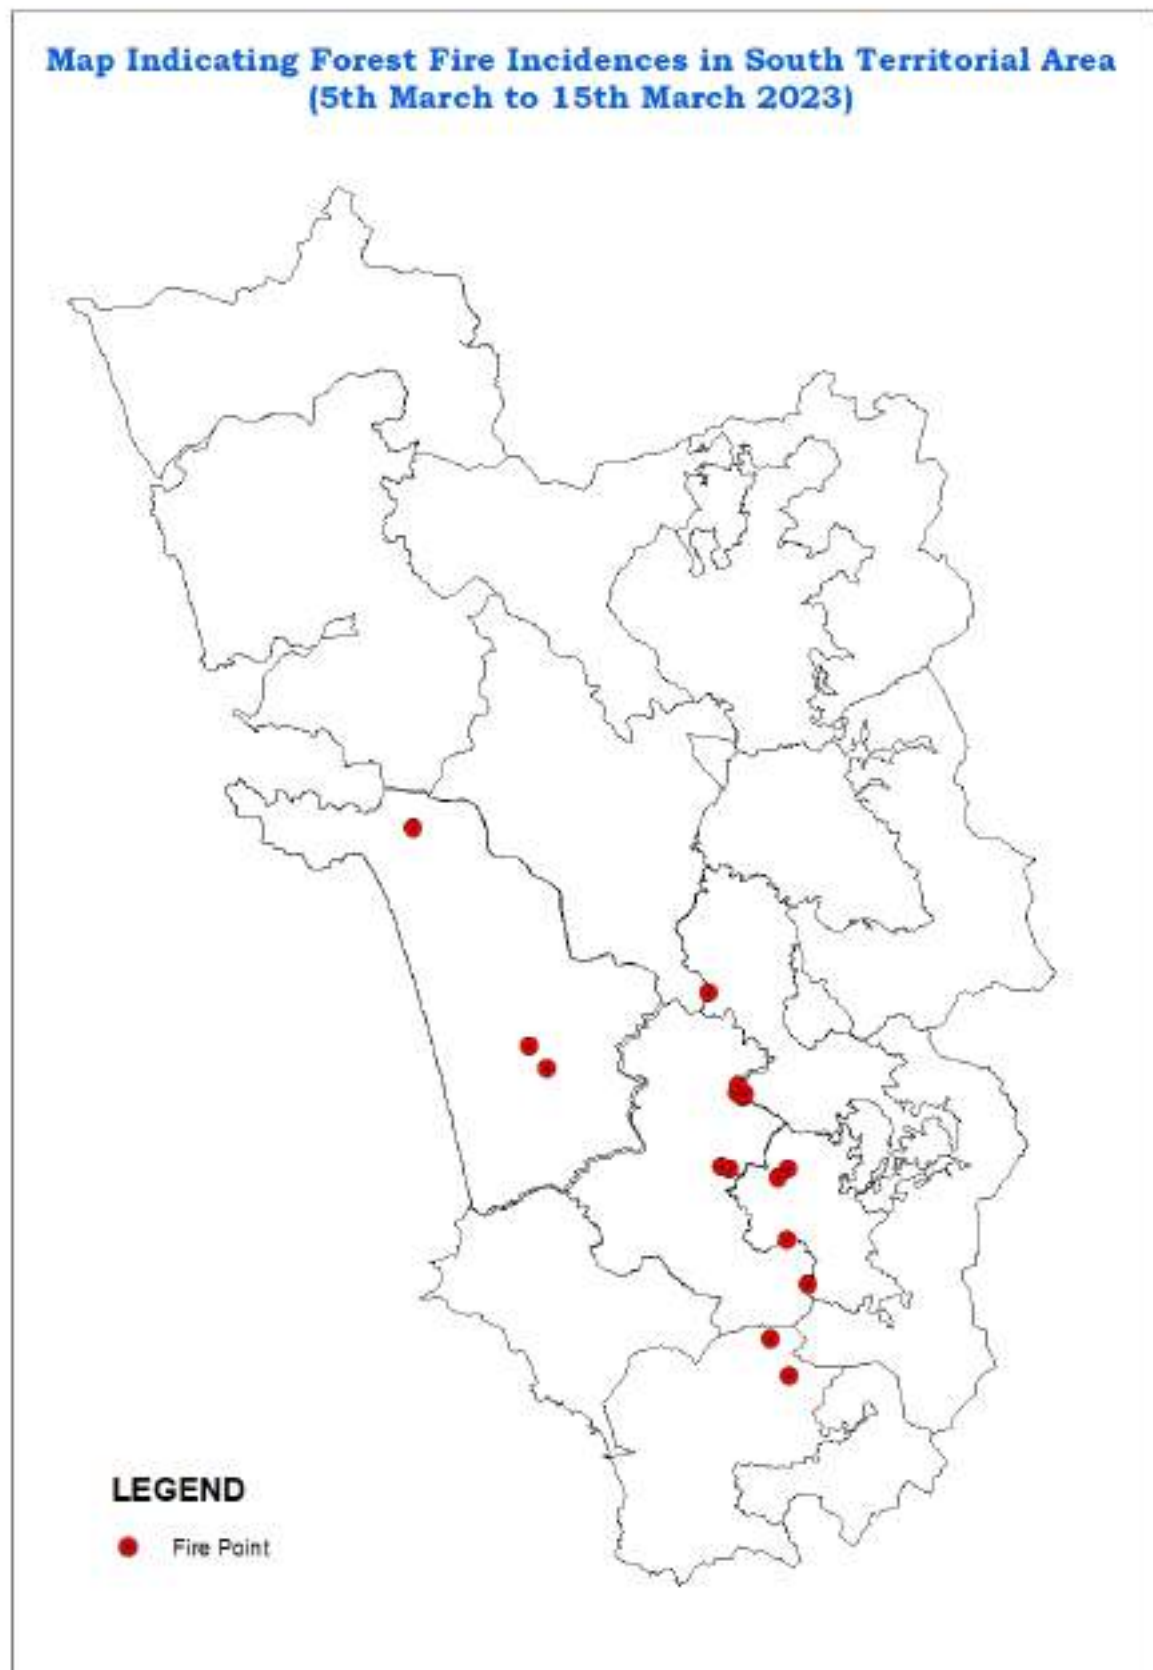 Map Indicating Forest Fire Incidences in South Territorial Area
(5th March to 15th March 2023)
LEGEND
Fire Point